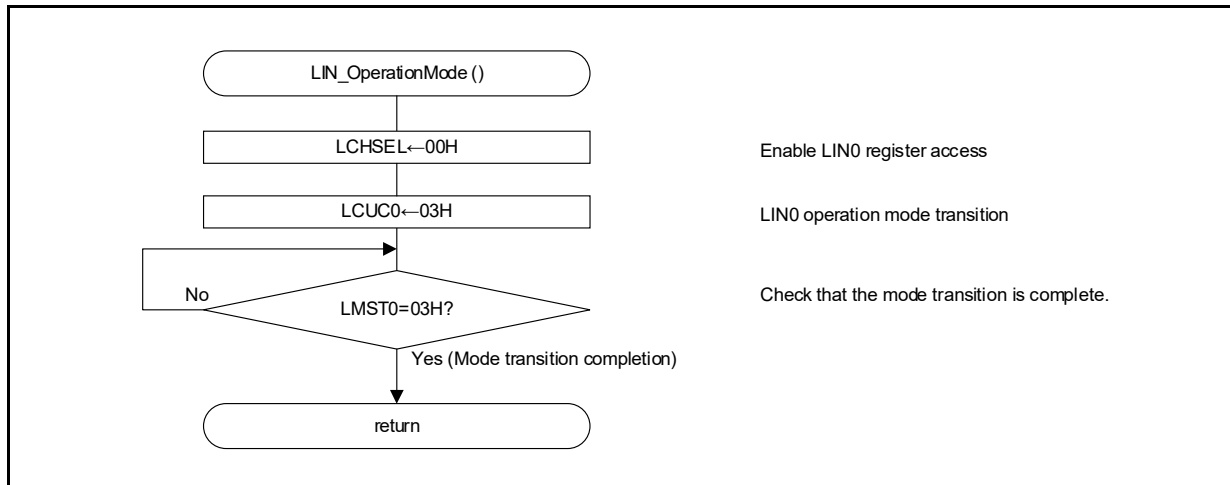 LIN_OperationMode ()
LCHSEL←00H
Enable LIN0 register access
LCUC0←03H
LIN0 operation mode transition
No
LMST0=03H?
Check that the mode transition is complete.
Yes (Mode transition completion)
return